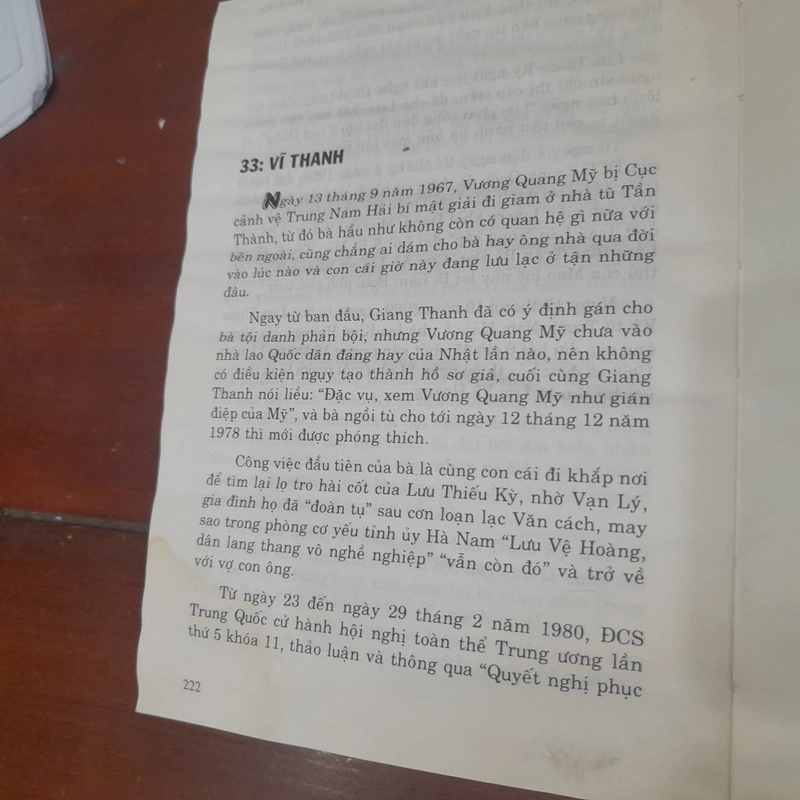 33: VĨ THANH
Ngày 13 tháng 9 năm 1967, Vương Quang Mỹ bị Cục
cảnh vệ Trung Nam Hải bí mật giải đi giam ở nhà tù Tần
Thành, từ đó bà hầu như không còn có quan hệ gì nữa với
bên ngoài, cũng chẳng ai dám cho bà hay ông nhà qua đời
vào lúc nào và con cái giờ này đang lưu lạc ở tận những
đâu.
Ngay từ ban đầu, Giang Thanh đã có ý định gán cho
bà tội danh phản bội, nhưng Vương Quang Mỹ chưa vào
nhà lao Quốc dân đảng hay của Nhật lần nào, nên không
có điều kiện ngụy tạo thành hồ sơ giả, cuối cùng Giang
Thanh nói liều: "Đặc vụ, xem Vương Quang Mỹ như gián
điệp của Mỹ", và bà ngồi tù cho tới ngày 12 tháng 12 năm
1978 thì mới được phóng thích.
Công việc đầu tiên của bà là cùng con cái đi khắp nơi
để tìm lại lọ tro hài cốt của Lưu Thiếu Kỳ, nhờ Vạn Lý,
gia đình họ đã "đoàn tụ" sau cơn loạn lạc Văn cách, may
sao trong phòng cơ yếu tỉnh ủy Hà Nam "Lưu Vệ Hoàng,
dân lang thang vô nghề nghiệp" "vẫn còn đó" và trở về
với vợ con ông.
Từ ngày 23 đến ngày 29 tháng 2 năm 1980, ĐCS
Trung Quốc cử hành hội nghị toàn thể Trung ương lần
thứ 5 khóa 11, thảo luận và thông qua "Quyết nghị phục
222